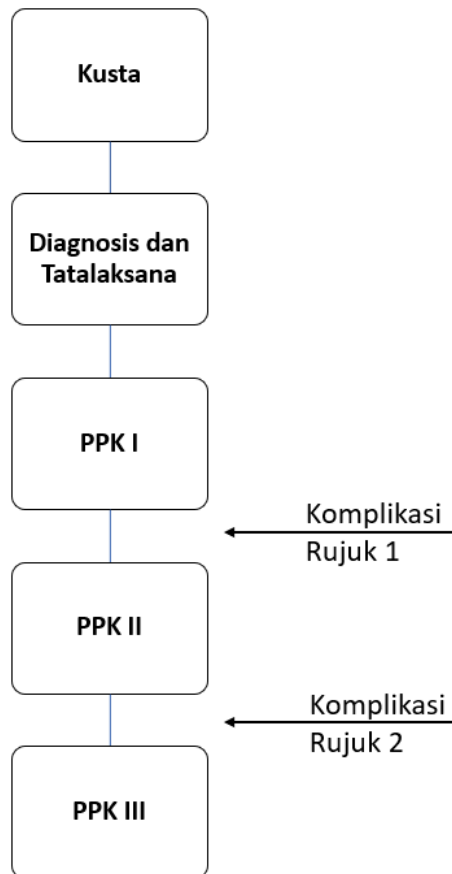 Kusta
Diagnosis dan
Tatalaksana
PPK I
Komplikasi
Rujuk 1
PPK II
Komplikasi
Rujuk 2
PPK III